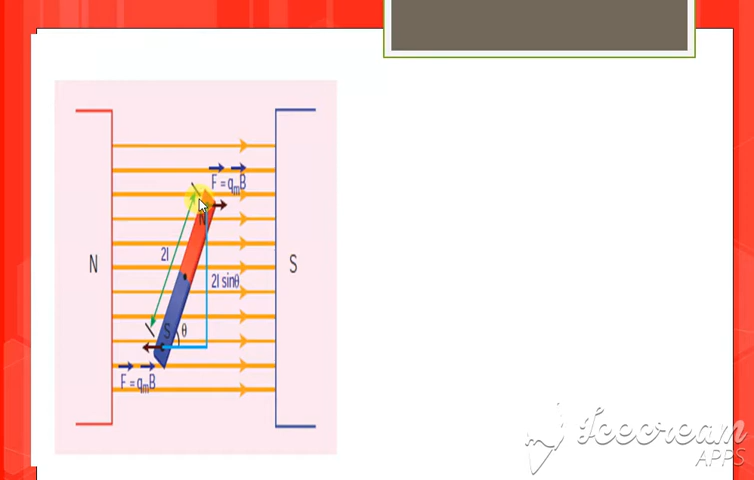 F = qmB
N
2l
N
S
2l sinθ
S
θ
F = qmB
Icecream
APPS